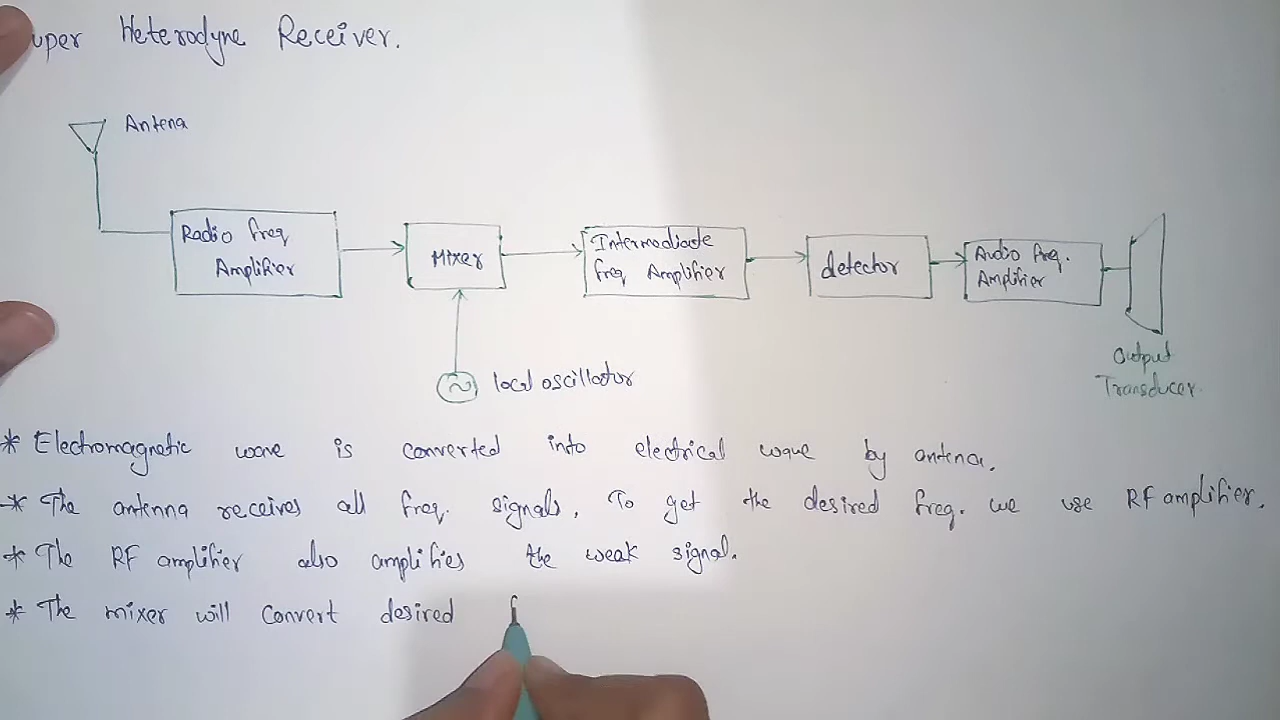 uper Heterodyne Receiver.
Antena
Radio freq
Amplifier
Mixer
Intermediate
freq Amplifier
detector
Audio freq.
Amplifier
local oscillator
Output
Transducer
* Electromagnetic wave is converted into electrical wave by antena.
* The antenna receives all freq. signals. To get the desired freq. we use RF amplifier.
* The RF amplifier also amplifies the weak signal.
* The mixer will convert desired f